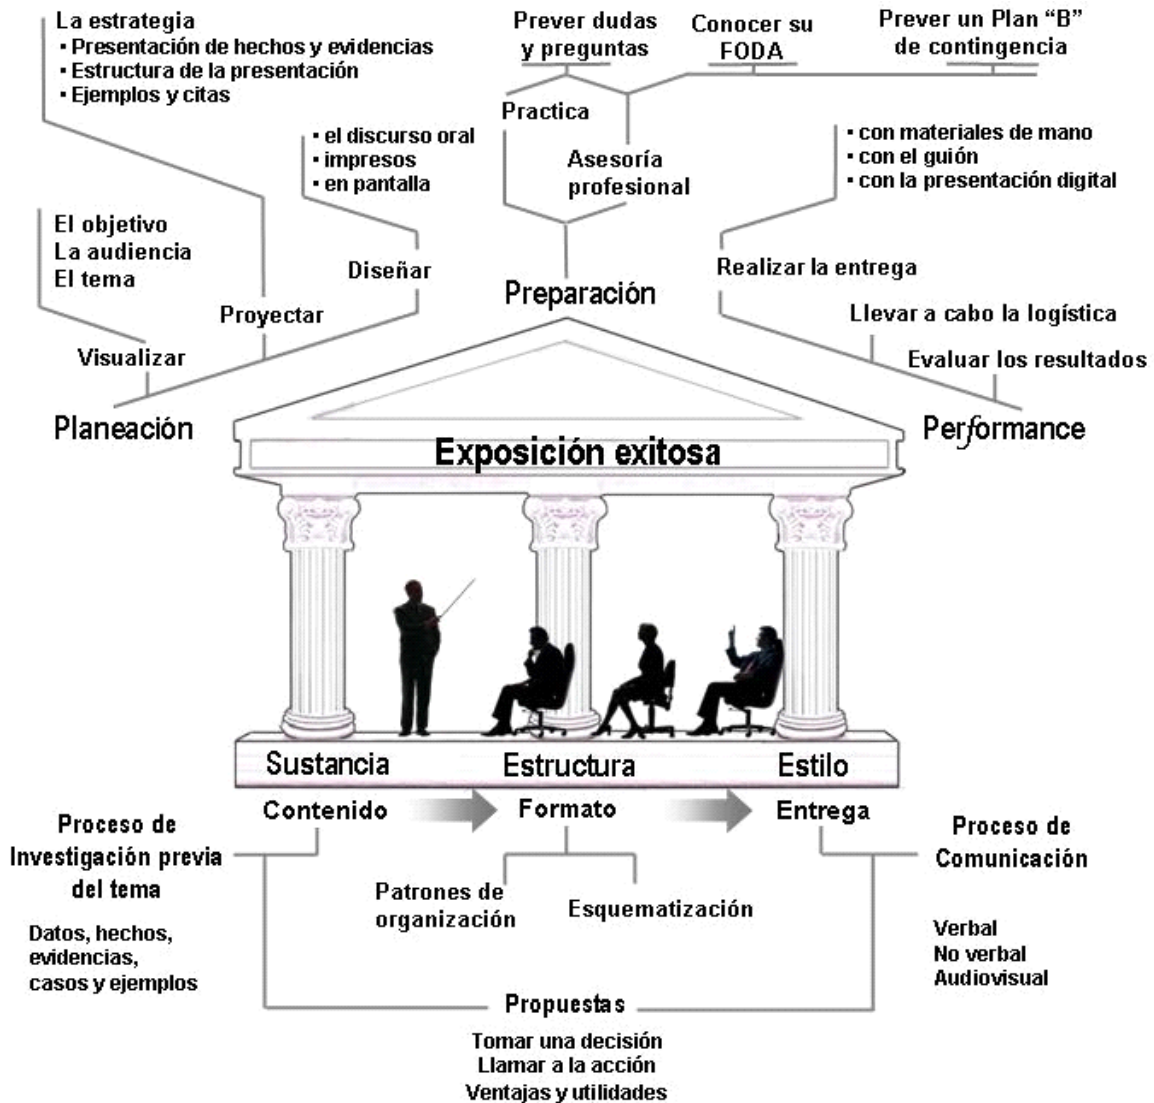 La estrategia
▪ Presentación de hechos y evidencias
▪ Estructura de la presentación
▪ Ejemplos y citas
Prever dudas
y preguntas
Conocer su
FODA
Prever un Plan “B”
de contingencia
Practica
Asesoría
profesional
▪ el discurso oral
▪ impresos
▪ en pantalla
▪ con materiales de mano
▪ con el guión
▪ con la presentación digital
El objetivo
La audiencia
El tema
Diseñar
Preparación
Realizar la entrega
Proyectar
Llevar a cabo la logística
Visualizar
Evaluar los resultados
Planeación
Performance
Exposición exitosa
Sustancia
Estructura
Estilo
Contenido
Formato
Entrega
Proceso de
Investigación previa
del tema
Datos, hechos,
evidencias,
casos y ejemplos
Patrones de
organización
Esquematización
Proceso de
Comunicación
Verbal
No verbal
Audiovisual
Propuestas
Tomar una decisión
Llamar a la acción
Ventajas y utilidades